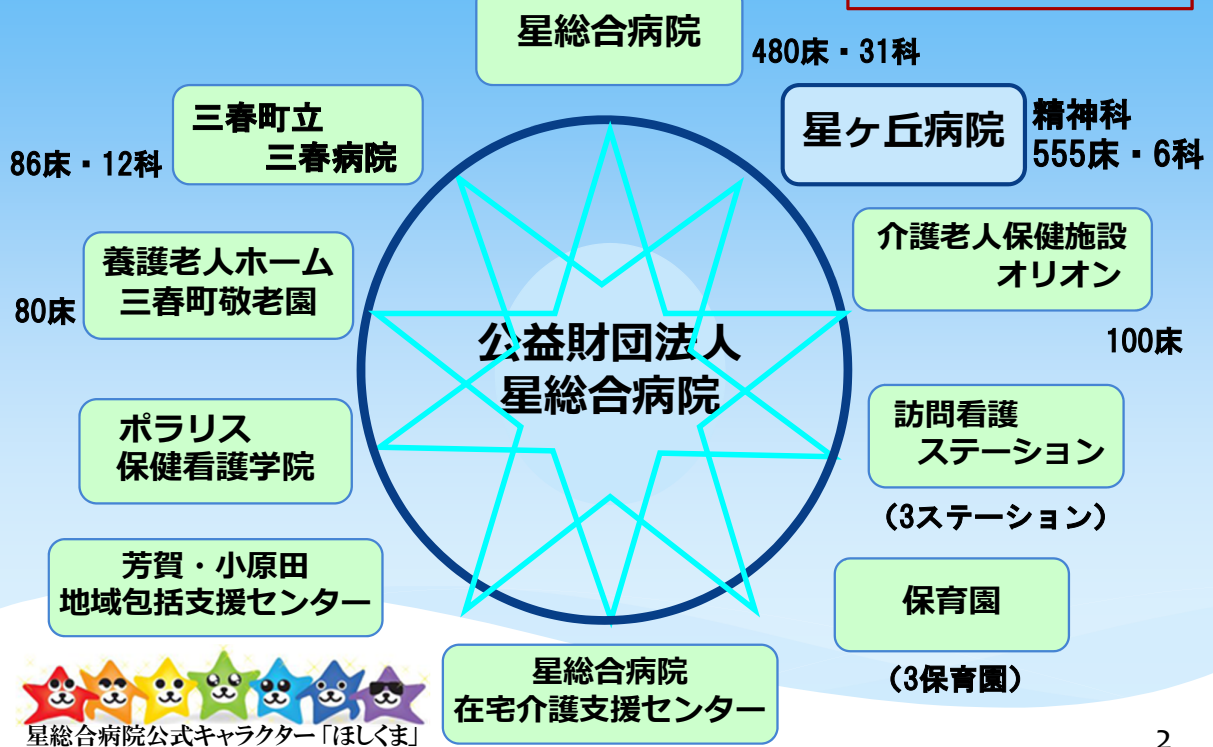 星総合病院
480床・31科
三春町立
三春病院
86床・12科
星ヶ丘病院
精神科
555床・6科
養護老人ホーム
三春町敬老園
80床
介護老人保健施設
オリオン
100床
公益財団法人
星総合病院
ポラリス
保健看護学院
訪問看護
ステーション
（3ステーション）
芳賀・小原田
地域包括支援センター
保育園
（3保育園）
星総合病院
在宅介護支援センター
星総合病院公式キャラクター「ほしくま」
2